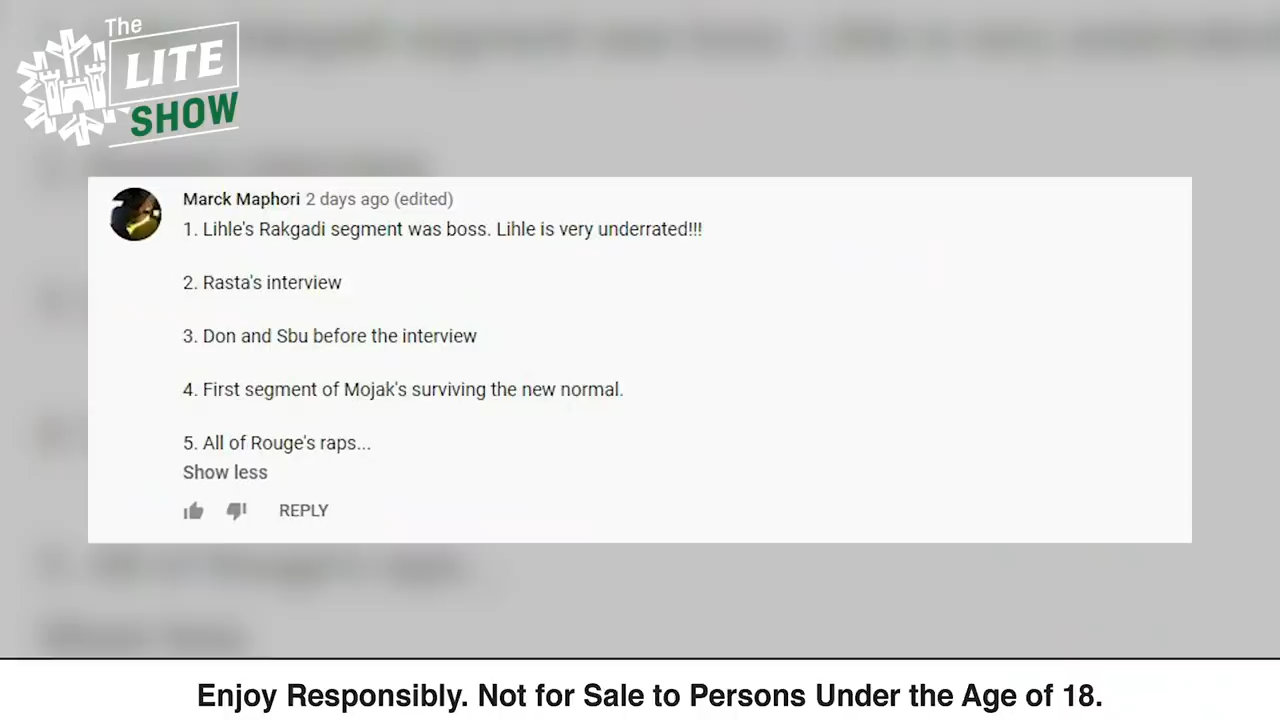 The
LITE
SHOW
Marck Maphori 2 days ago (edited)
1. Lihle's Rakgadi segment was boss. Lihle is very underrated!!!
2. Rasta's interview
3. Don and Sbu before the interview
4. First segment of Mojak's surviving the new normal.
5. All of Rouge's raps...
Show less
REPLY
Enjoy Responsibly. Not for Sale to Persons Under the Age of 18.